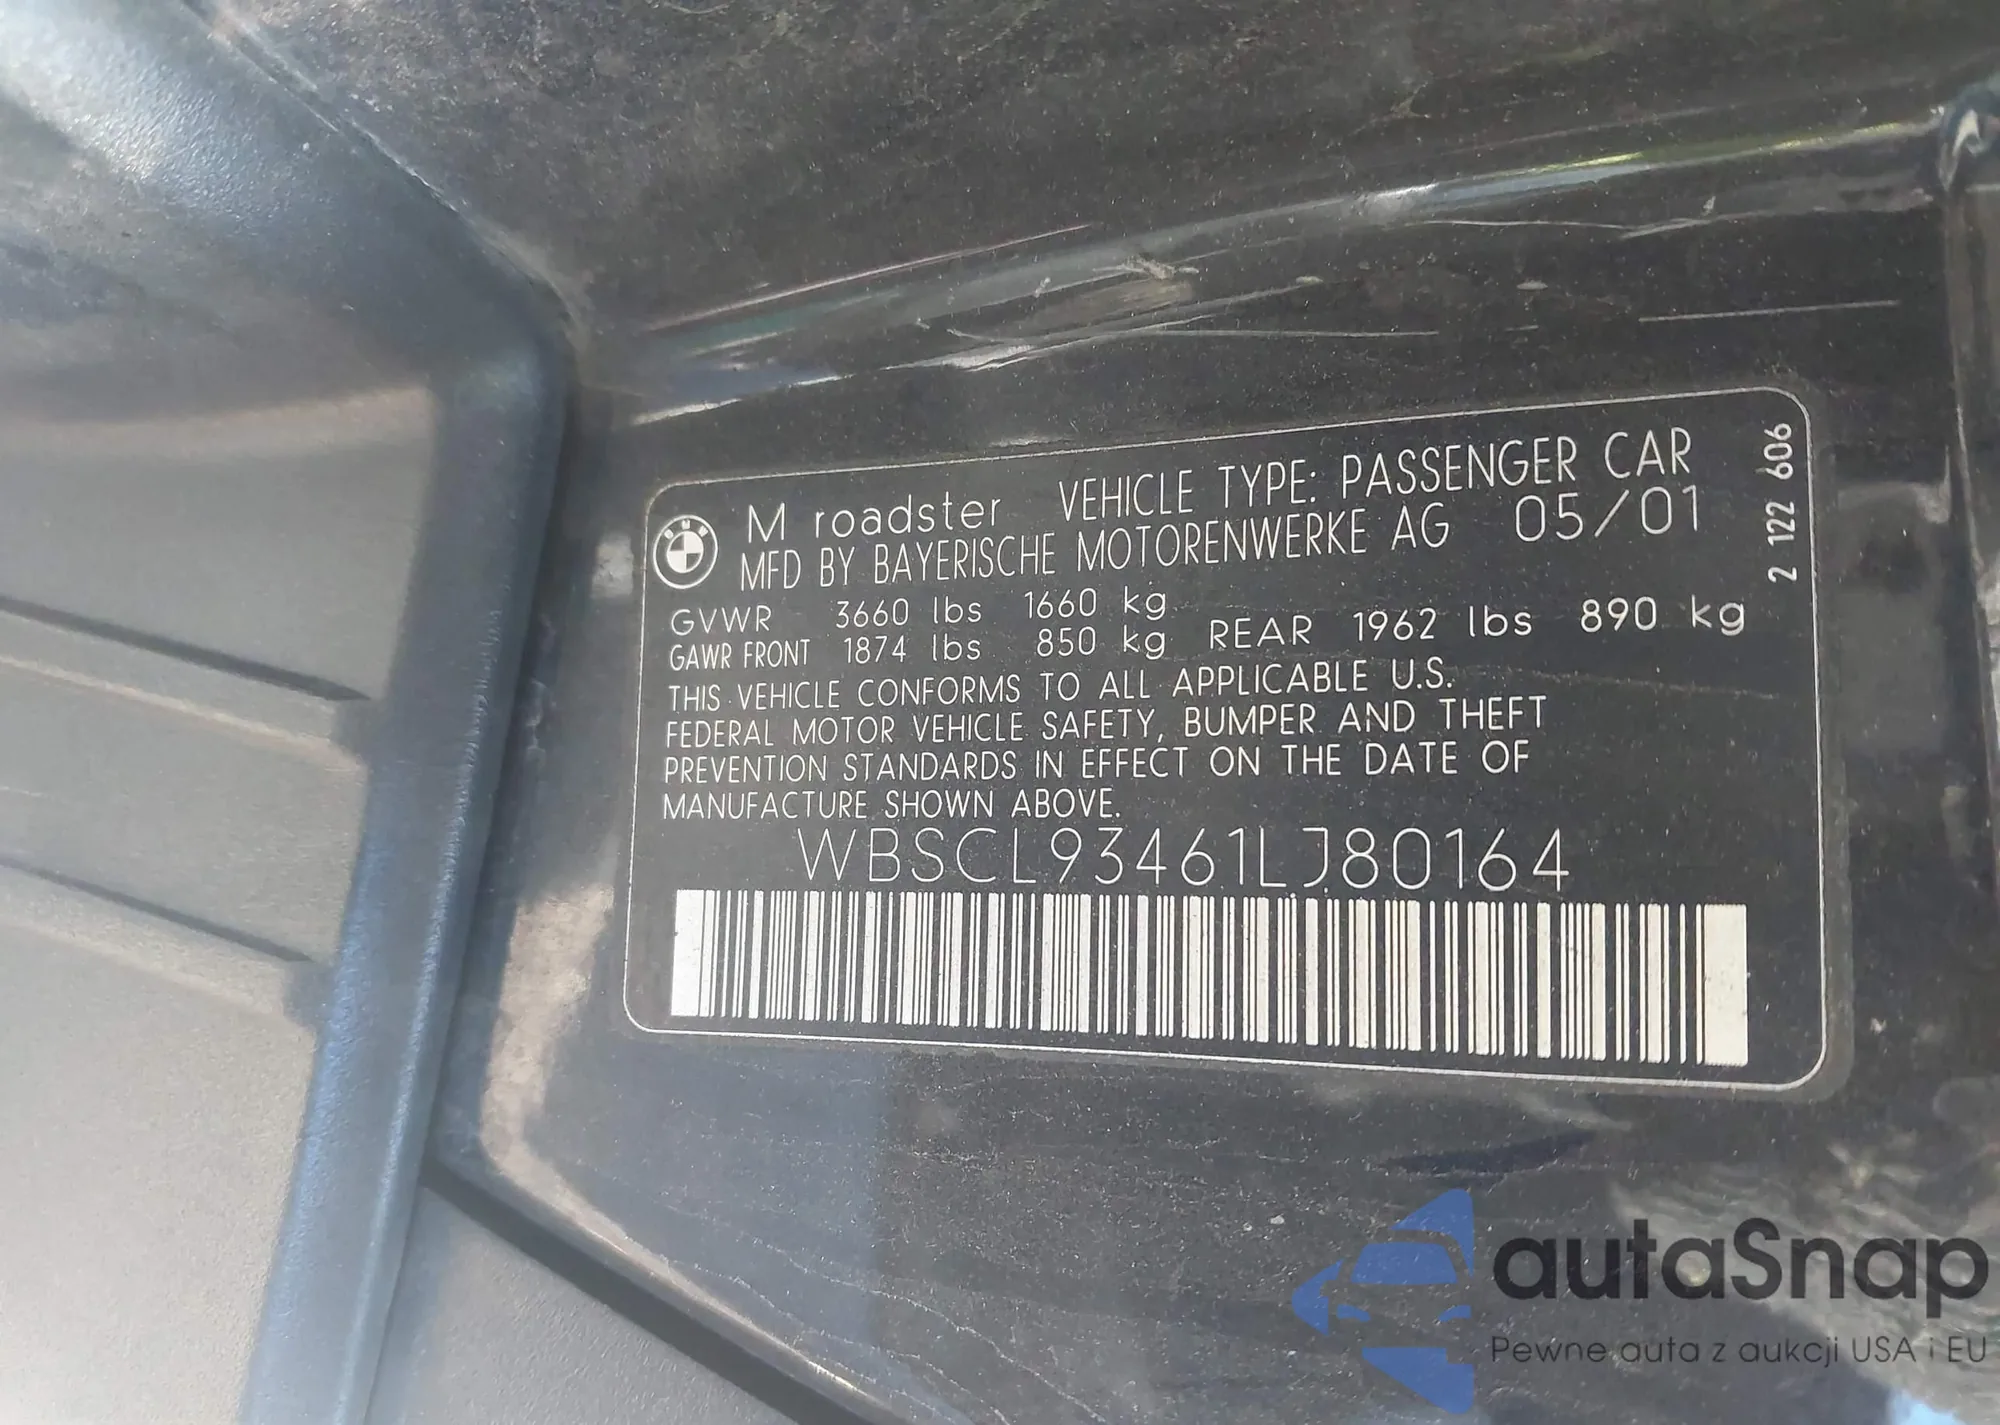 M roadster VEHICLE TYPE: PASSENGER CAR
MFD BY BAYERISCHE MOTORENWERKE AG 05/01
GVWR 3660 lbs 1660 kg
GAWR FRONT 1874 lbs 850 kg REAR 1962 lbs 890 kg
THIS VEHICLE CONFORMS TO ALL APPLICABLE U.S.
FEDERAL MOTOR VEHICLE SAFETY, BUMPER AND THEFT
PREVENTION STANDARDS IN EFFECT ON THE DATE OF
MANUFACTURE SHOWN ABOVE.
WBSCL93461LJ80164
2 122 606
BMW
autaSnap
Pewne auta z aukcji USA i EU